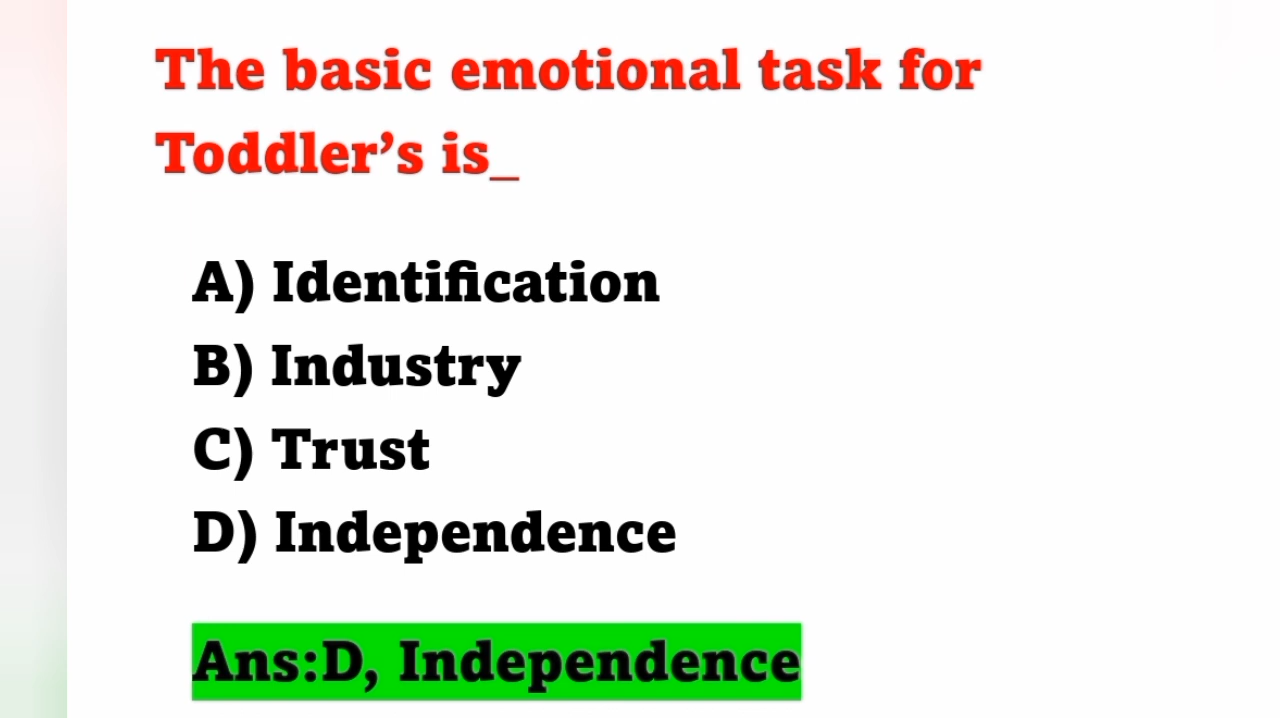 The basic emotional task for
Toddler’s is_
A) Identification
B) Industry
C) Trust
D) Independence
Ans:D, Independence